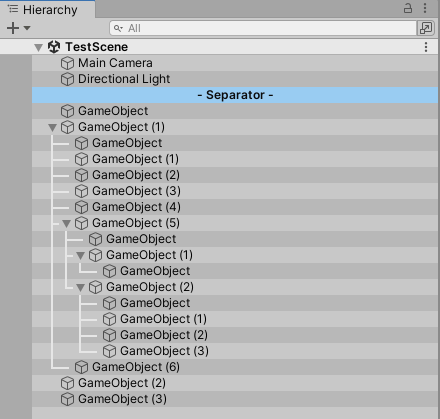 Hierarchy
All
TestScene
Main Camera
Directional Light
- Separator -
GameObject
GameObject (1)
GameObject
GameObject (1)
GameObject (2)
GameObject (3)
GameObject (4)
GameObject (5)
GameObject
GameObject (1)
GameObject
GameObject (2)
GameObject
GameObject (1)
GameObject (2)
GameObject (3)
GameObject (6)
GameObject (2)
GameObject (3)